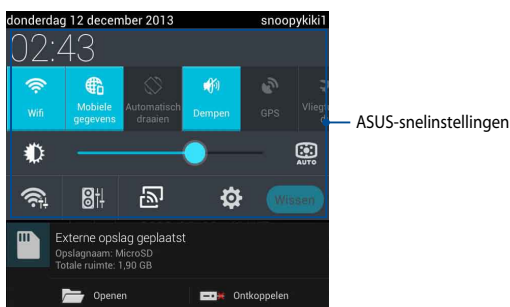 donderdag 12 december 2013 snoopykiki1
02:43
Wifi Mobiele gegevens Automatisch draaien Dempen GPS
ASUS-snelinstellingen
AUTO
Wissen
Externe opslag geplaatst
Opslagnaam: MicroSD
Totale ruimte: 1,90 GB
Openen Ontkoppelen